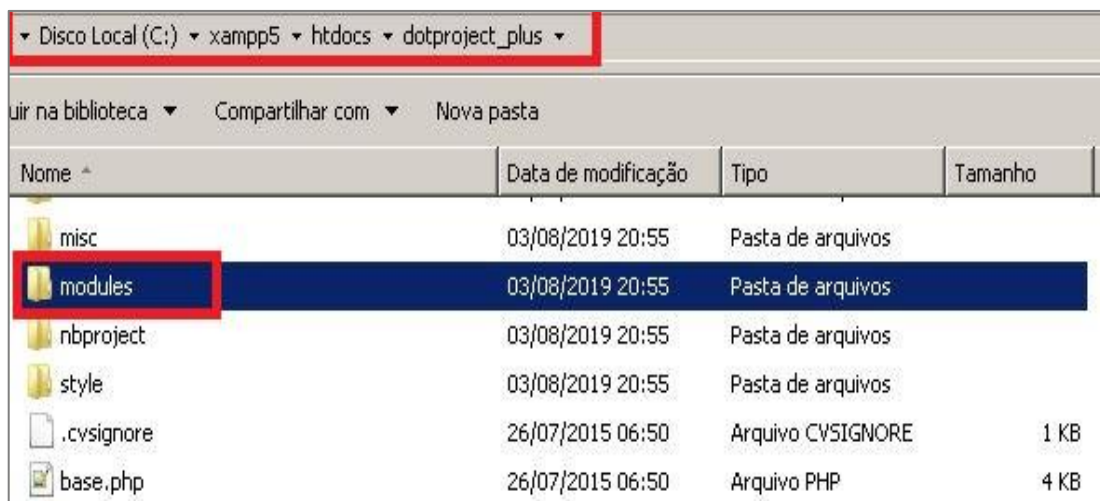 Disco Local (C:) xampp5 htdocs dotproject_plus
uir na biblioteca Compartilhar com Nova pasta
Nome Data de modificação Tipo Tamanho
misc 03/08/2019 20:55 Pasta de arquivos
modules 03/08/2019 20:55 Pasta de arquivos
nbproject 03/08/2019 20:55 Pasta de arquivos
style 03/08/2019 20:55 Pasta de arquivos
.cvsignore 26/07/2015 06:50 Arquivo CVSIGNORE 1 KB
base.php 26/07/2015 06:50 Arquivo PHP 4 KB